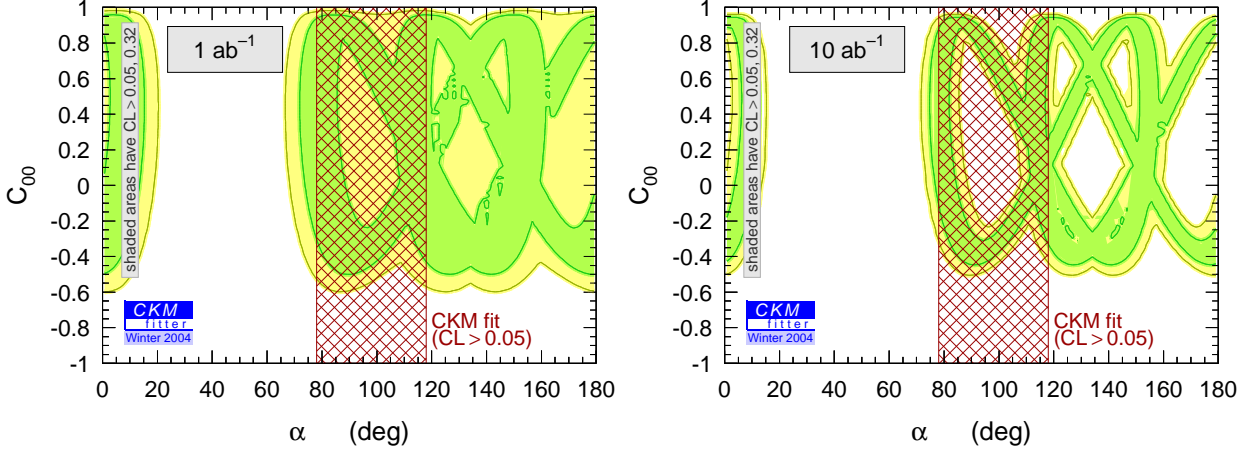 1
0.8
0.6
0.4
0.2
0
-0.2
-0.4
-0.6
-0.8
-1
C00
shaded areas have CL > 0.05, 0.32
1 ab⁻¹
CKM
fitter
Winter 2004
CKM fit
(CL > 0.05)
0 20 40 60 80 100 120 140 160 180
α (deg)
1
0.8
0.6
0.4
0.2
0
-0.2
-0.4
-0.6
-0.8
-1
C00
shaded areas have CL > 0.05, 0.32
10 ab⁻¹
CKM
fitter
Winter 2004
CKM fit
(CL > 0.05)
0 20 40 60 80 100 120 140 160 180
α (deg)